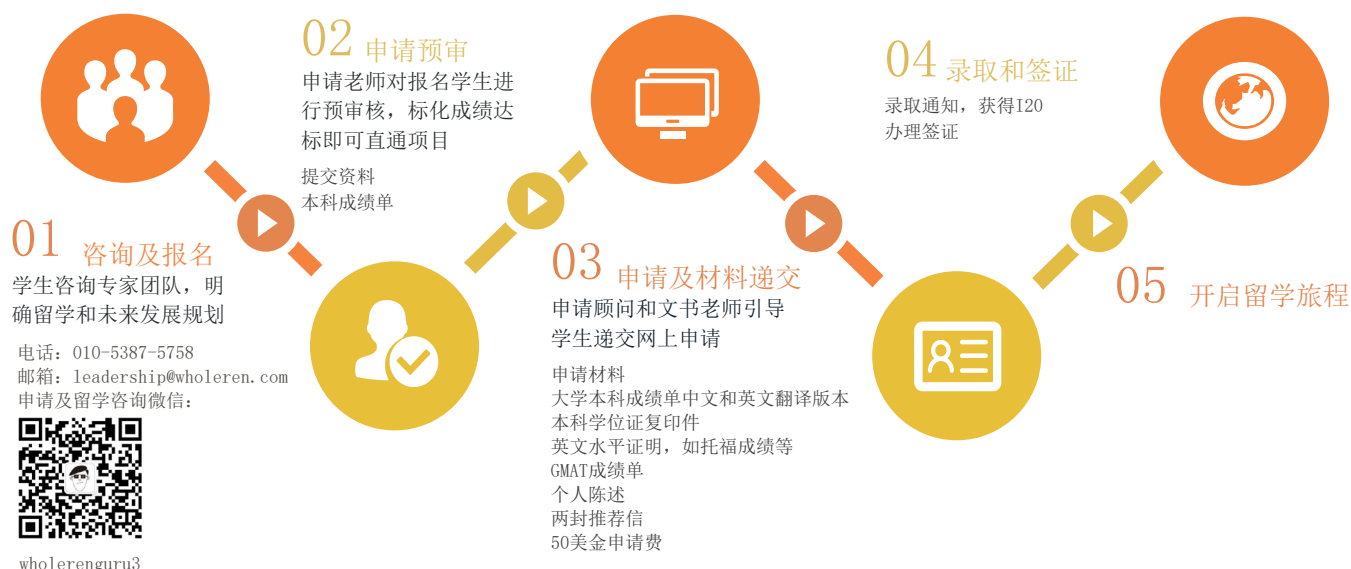 01 咨询及报名
学生咨询专家团队，明
确留学和未来发展规划
电话：010-5387-5758
邮箱：leadership@wholeren.com
申请及留学咨询微信：
wholerenguru3
02 申请预审
申请老师对报名学生进
行预审核，标化成绩达
标即可直通项目
提交资料
本科成绩单
03 申请及材料递交
申请顾问和文书老师引导
学生递交网上申请
申请材料
大学本科成绩单中文和英文翻译版本
本科学位证复印件
英文水平证明，如托福成绩等
GMAT成绩单
个人陈述
两封推荐信
50美金申请费
04 录取和签证
录取通知，获得I20
办理签证
05 开启留学旅程